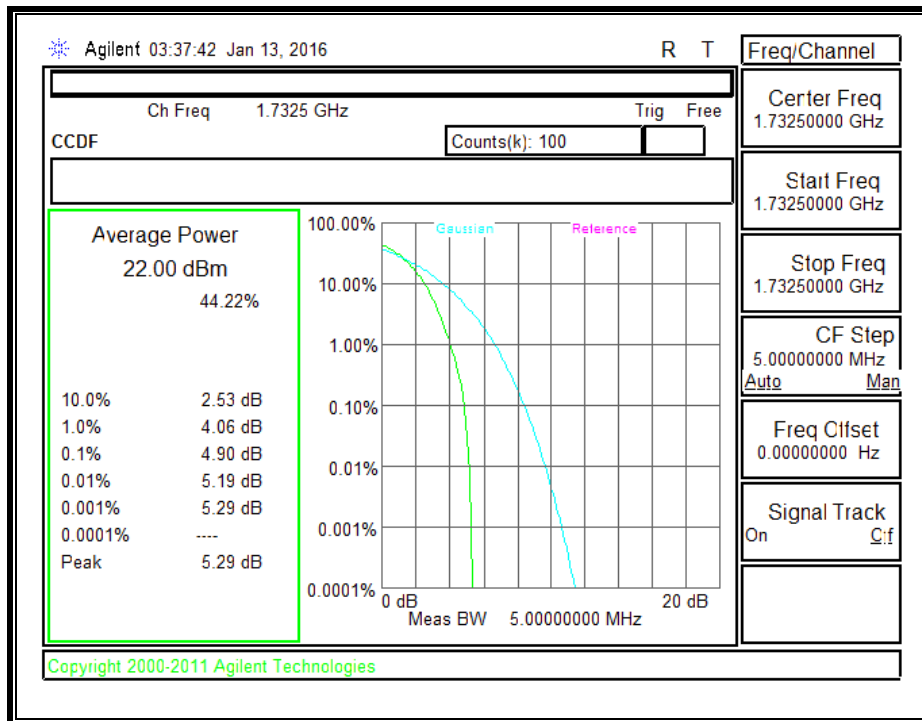 Agilent 03:37:42 Jan 13, 2016 R T
Freq/Channel
Ch Freq 1.7325 GHz Trig Free
CCDF Counts(k): 100
Average Power
22.00 dBm
44.22%
10.0% 2.53 dB
1.0% 4.06 dB
0.1% 4.90 dB
0.01% 5.19 dB
0.001% 5.29 dB
0.0001% ----
Peak 5.29 dB
Gaussian Reference
100.00%
10.00%
1.00%
0.10%
0.01%
0.001%
0.0001%
0 dB 20 dB
Meas BW 5.00000000 MHz
Center Freq
1.73250000 GHz
Start Freq
1.73250000 GHz
Stop Freq
1.73250000 GHz
CF Step
5.00000000 MHz
Auto Man
Freq Offset
0.00000000 Hz
Signal Track
On Off
Copyright 2000-2011 Agilent Technologies